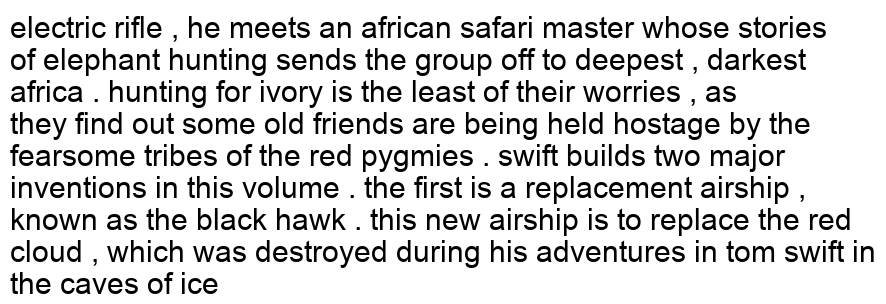 electric rifle , he meets an african safari master whose stories
of elephant hunting sends the group off to deepest , darkest
africa . hunting for ivory is the least of their worries , as
they find out some old friends are being held hostage by the
fearsome tribes of the red pygmies . swift builds two major
inventions in this volume . the first is a replacement airship ,
known as the black hawk . this new airship is to replace the red
cloud , which was destroyed during his adventures in tom swift in
the caves of ice